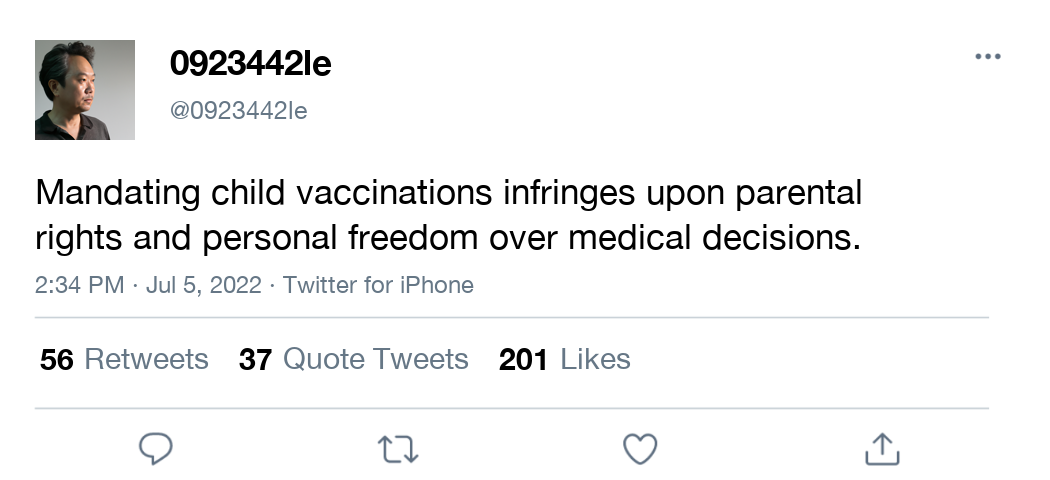 0923442le
@0923442le
Mandating child vaccinations infringes upon parental
rights and personal freedom over medical decisions.
2:34 PM · Jul 5, 2022 · Twitter for iPhone
56 Retweets 37 Quote Tweets 201 Likes